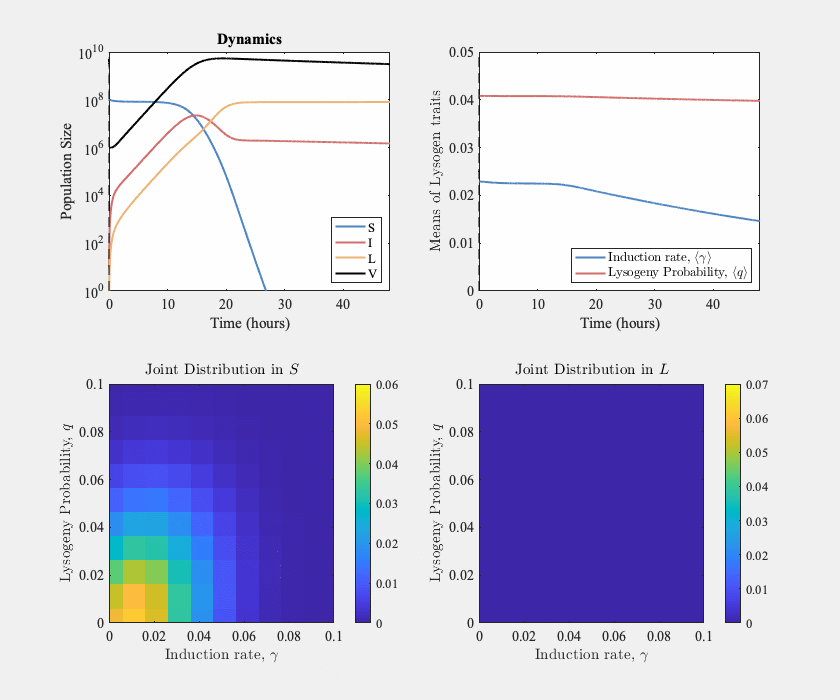 Dynamics
10^10
10^8
10^6
10^4
10^2
10^0
Population Size
0 10 20 30 40
Time (hours)
S
I
L
V
0.05
0.04
0.03
0.02
0.01
0
Means of Lysogen traits
0 10 20 30 40
Time (hours)
Induction rate, ⟨γ⟩
Lysogeny Probability, ⟨q⟩
Joint Distribution in S
0.1
0.08
0.06
0.04
0.02
0
Lysogeny Probability, q
0 0.02 0.04 0.06 0.08 0.1
Induction rate, γ
0.06
0.05
0.04
0.03
0.02
0.01
0
Joint Distribution in L
0.1
0.08
0.06
0.04
0.02
0
Lysogeny Probability, q
0 0.02 0.04 0.06 0.08 0.1
Induction rate, γ
0.07
0.06
0.05
0.04
0.03
0.02
0.01
0